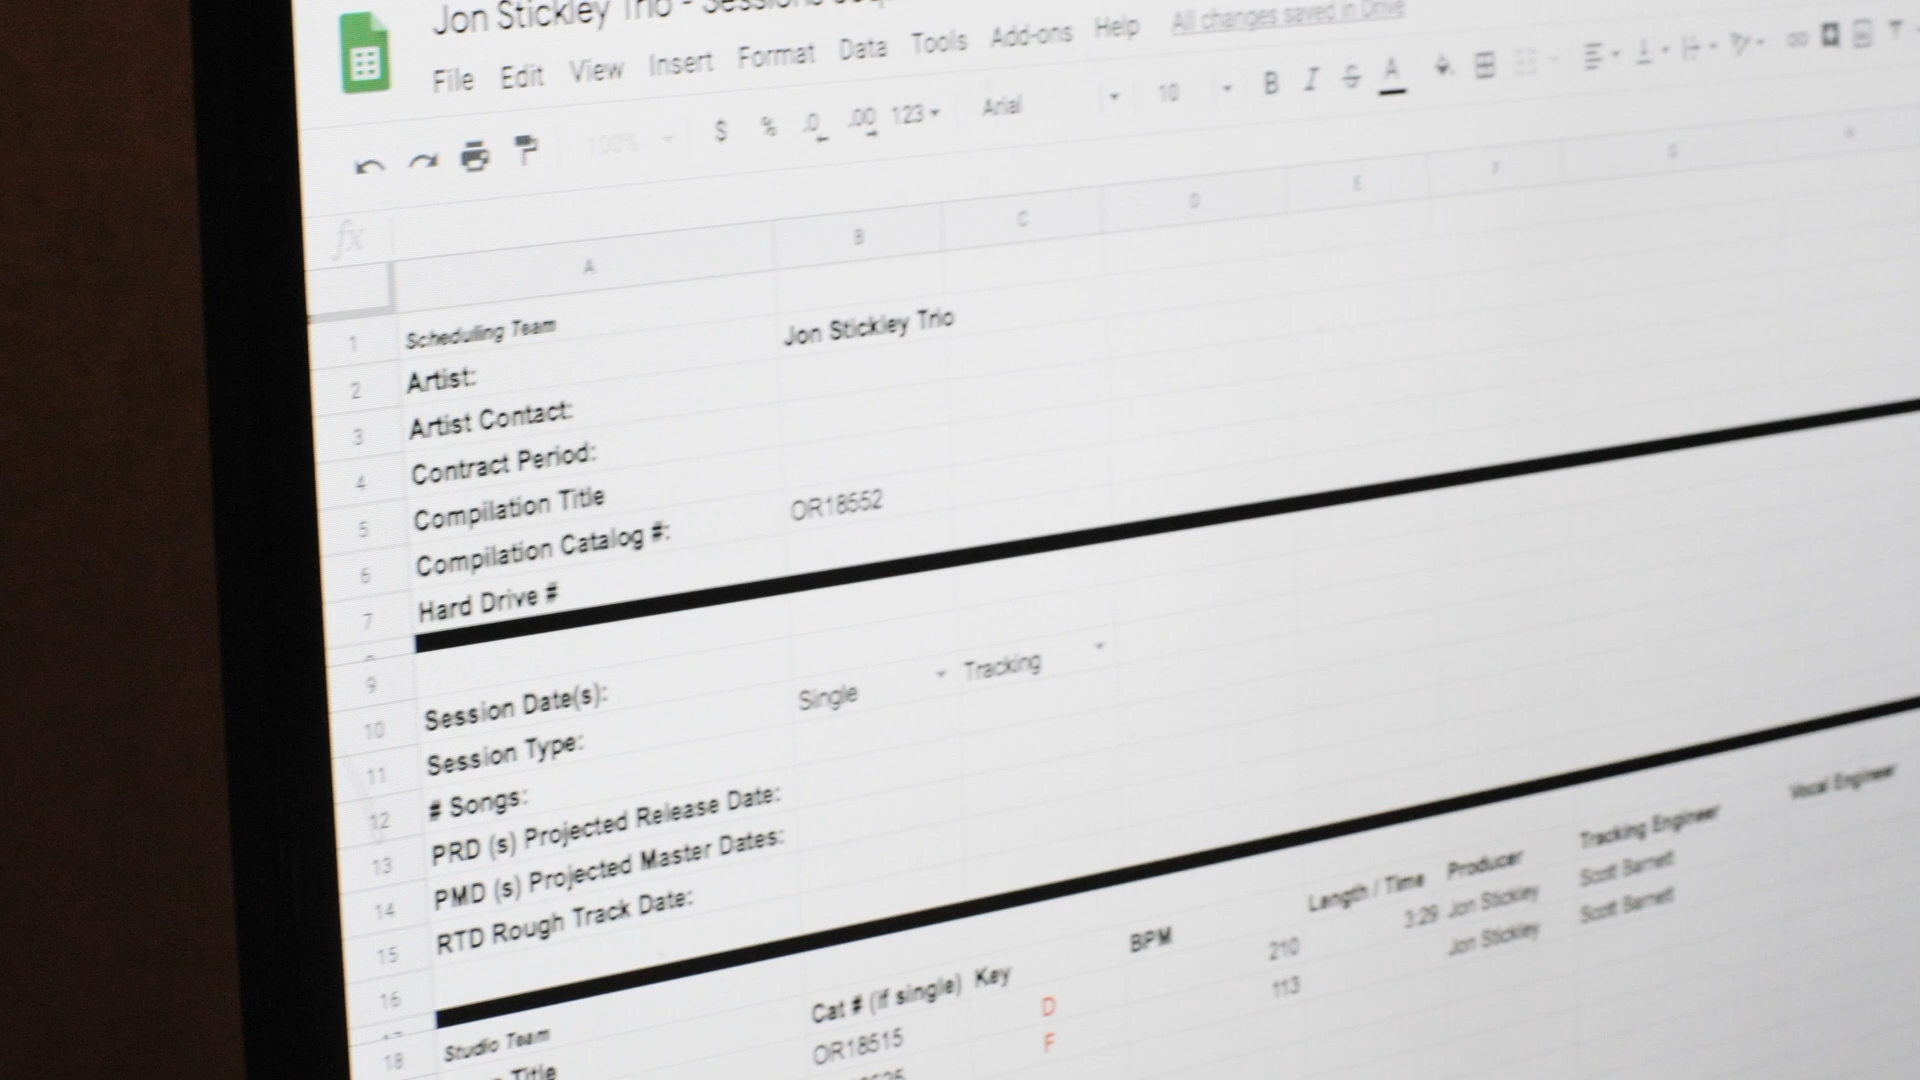 Jon Stickley Trio - Sessions
File Edit View Insert Format Data Tools Add-ons Help All changes saved in Drive
100% $ % .0 .00 123 Arial 10 B I S A
fx
A B C D E F G H
1 Scheduling Team
2 Artist: Jon Stickley Trio
3 Artist Contact:
4 Contract Period:
5 Compilation Title
6 Compilation Catalog #: OR18552
7 Hard Drive #
9
10 Session Date(s):
11 Session Type: Single Tracking
12 # Songs:
13 PRD (s) Projected Release Date:
14 PMD (s) Projected Master Dates:
15 RTD Rough Track Date:
16
18 Studio Team
Title Cat # (if single) Key BPM Length / Time Producer Tracking Engineer Vocal Engineer
OR18515 D 210 3:29 Jon Stickley Scott Barnett
F 113 Jon Stickley Scott Barnett